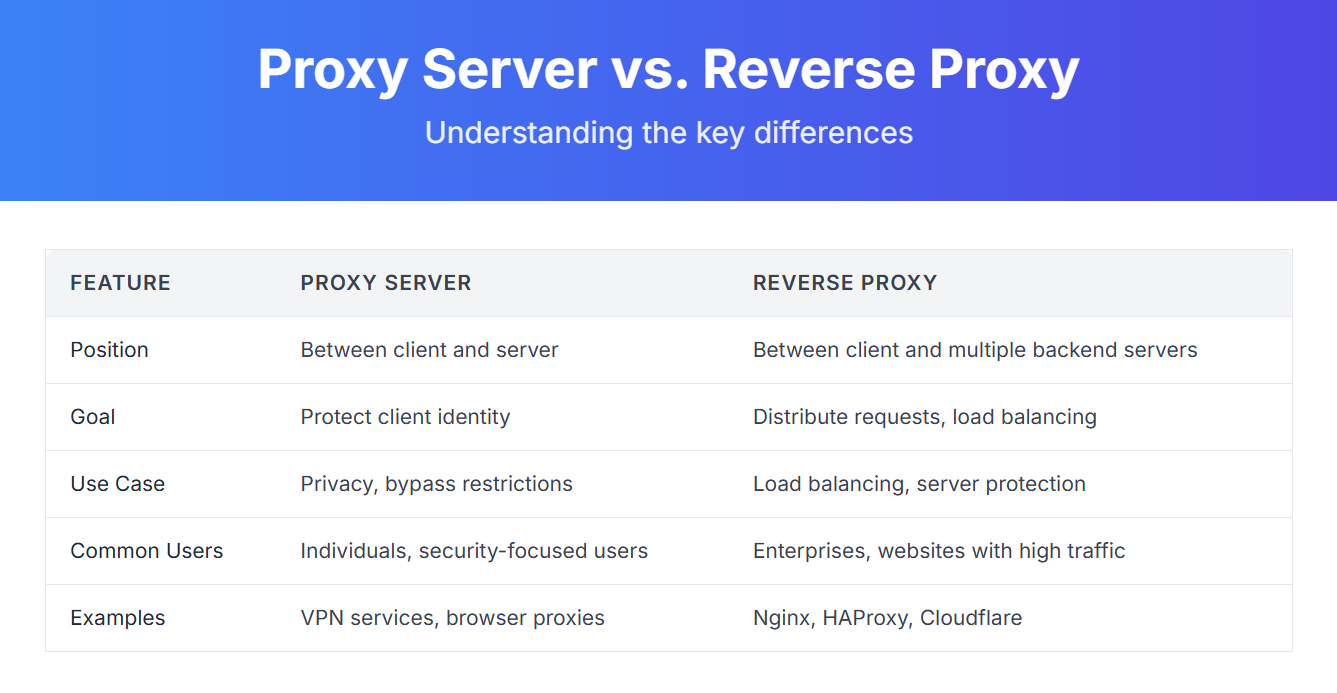 Proxy Server vs. Reverse Proxy
Understanding the key differences
FEATURE PROXY SERVER REVERSE PROXY
Position Between client and server Between client and multiple backend servers
Goal Protect client identity Distribute requests, load balancing
Use Case Privacy, bypass restrictions Load balancing, server protection
Common Users Individuals, security-focused users Enterprises, websites with high traffic
Examples VPN services, browser proxies Nginx, HAProxy, Cloudflare